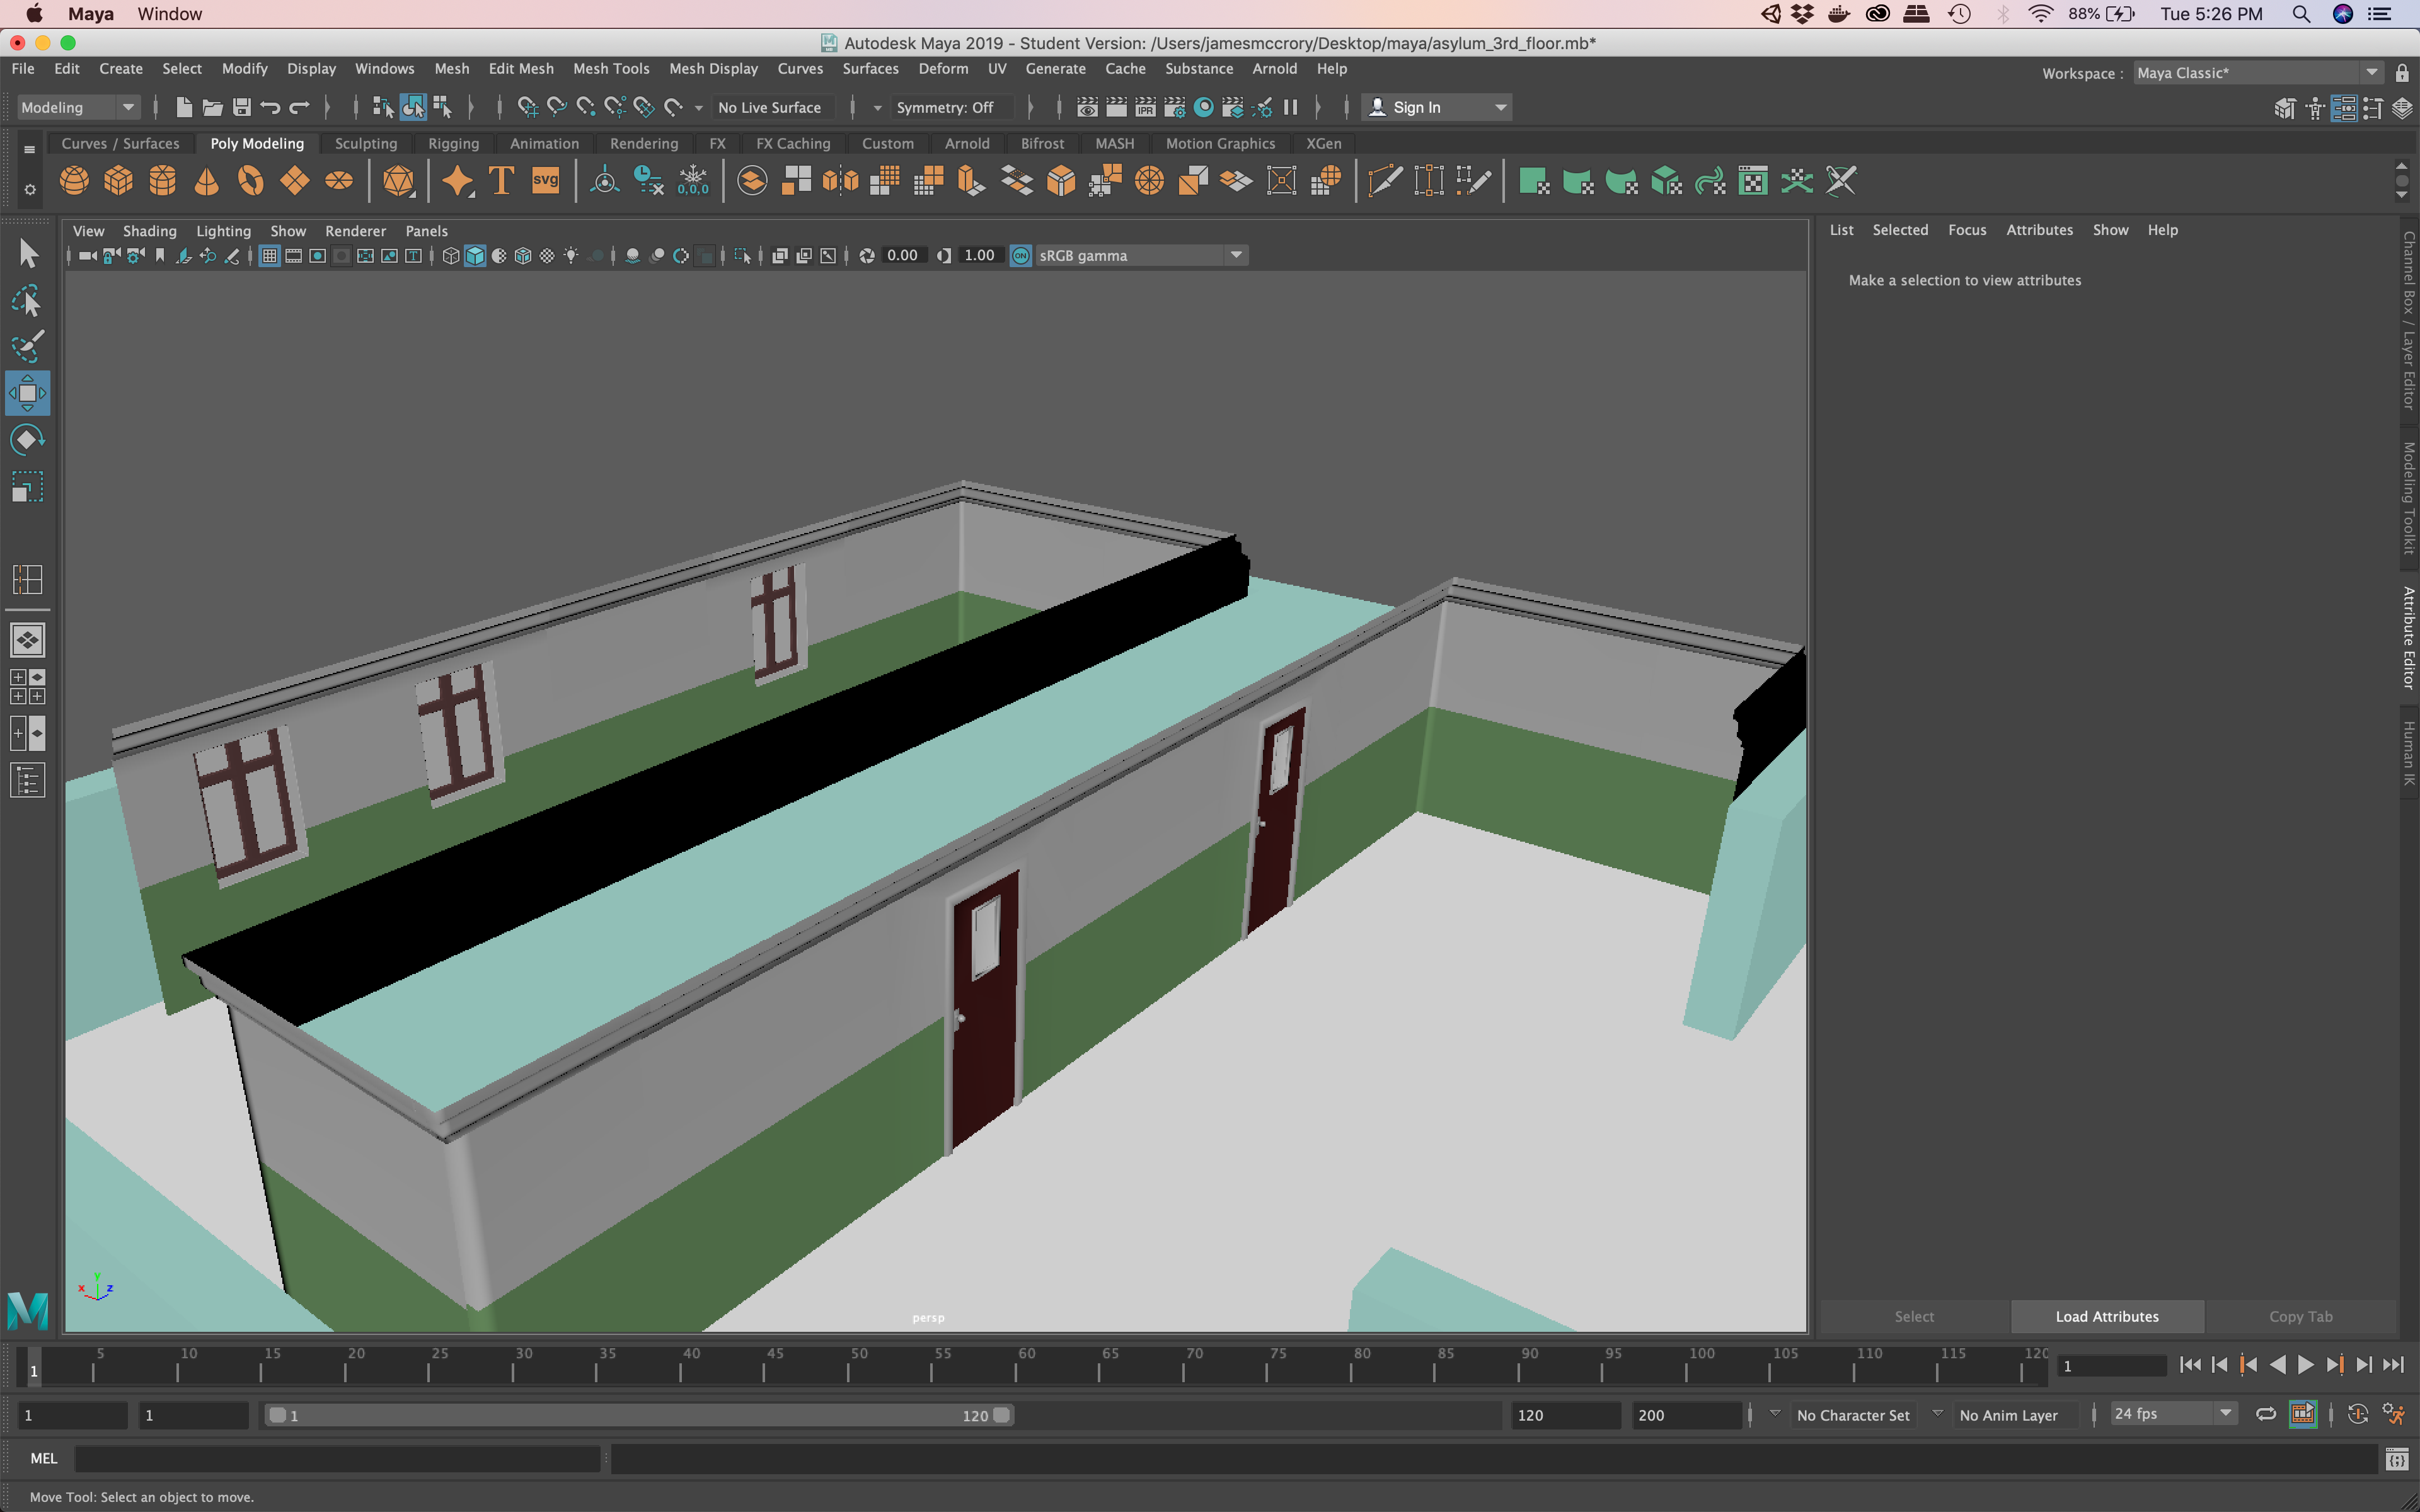 Maya Window 88% Tue 5:26 PM
Autodesk Maya 2019 - Student Version: /Users/jamesmccrory/Desktop/maya/asylum_3rd_floor.mb*
File Edit Create Select Modify Display Windows Mesh Edit Mesh Mesh Tools Mesh Display Curves Surfaces Deform UV Generate Cache Substance Arnold Help
Workspace : Maya Classic*
Modeling No Live Surface Symmetry: Off IPR Sign In
Curves / Surfaces Poly Modeling Sculpting Rigging Animation Rendering FX FX Caching Custom Arnold Bifrost MASH Motion Graphics XGen
T SVG 0,0,0
View Shading Lighting Show Renderer Panels
List Selected Focus Attributes Show Help
0.00 1.00 ON sRGB gamma
Make a selection to view attributes
Channel Box / Layer Editor
Modeling Toolkit
Attribute Editor
Human IK
x y z
persp
Select Load Attributes Copy Tab
1 5 10 15 20 25 30 35 40 45 50 55 60 65 70 75 80 85 90 95 100 105 110 115 120 1
1 1 1 120 120 200 No Character Set No Anim Layer 24 fps
MEL
Move Tool: Select an object to move.